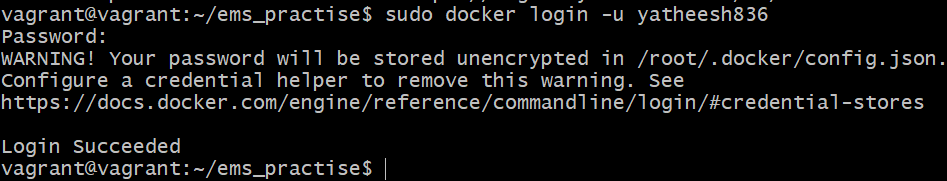 vagrant@vagrant:~/ems_practise$ sudo docker login -u yatheesh836
Password:
WARNING! Your password will be stored unencrypted in /root/.docker/config.json.
Configure a credential helper to remove this warning. See
https://docs.docker.com/engine/reference/commandline/login/#credential-stores

Login Succeeded
vagrant@vagrant:~/ems_practise$